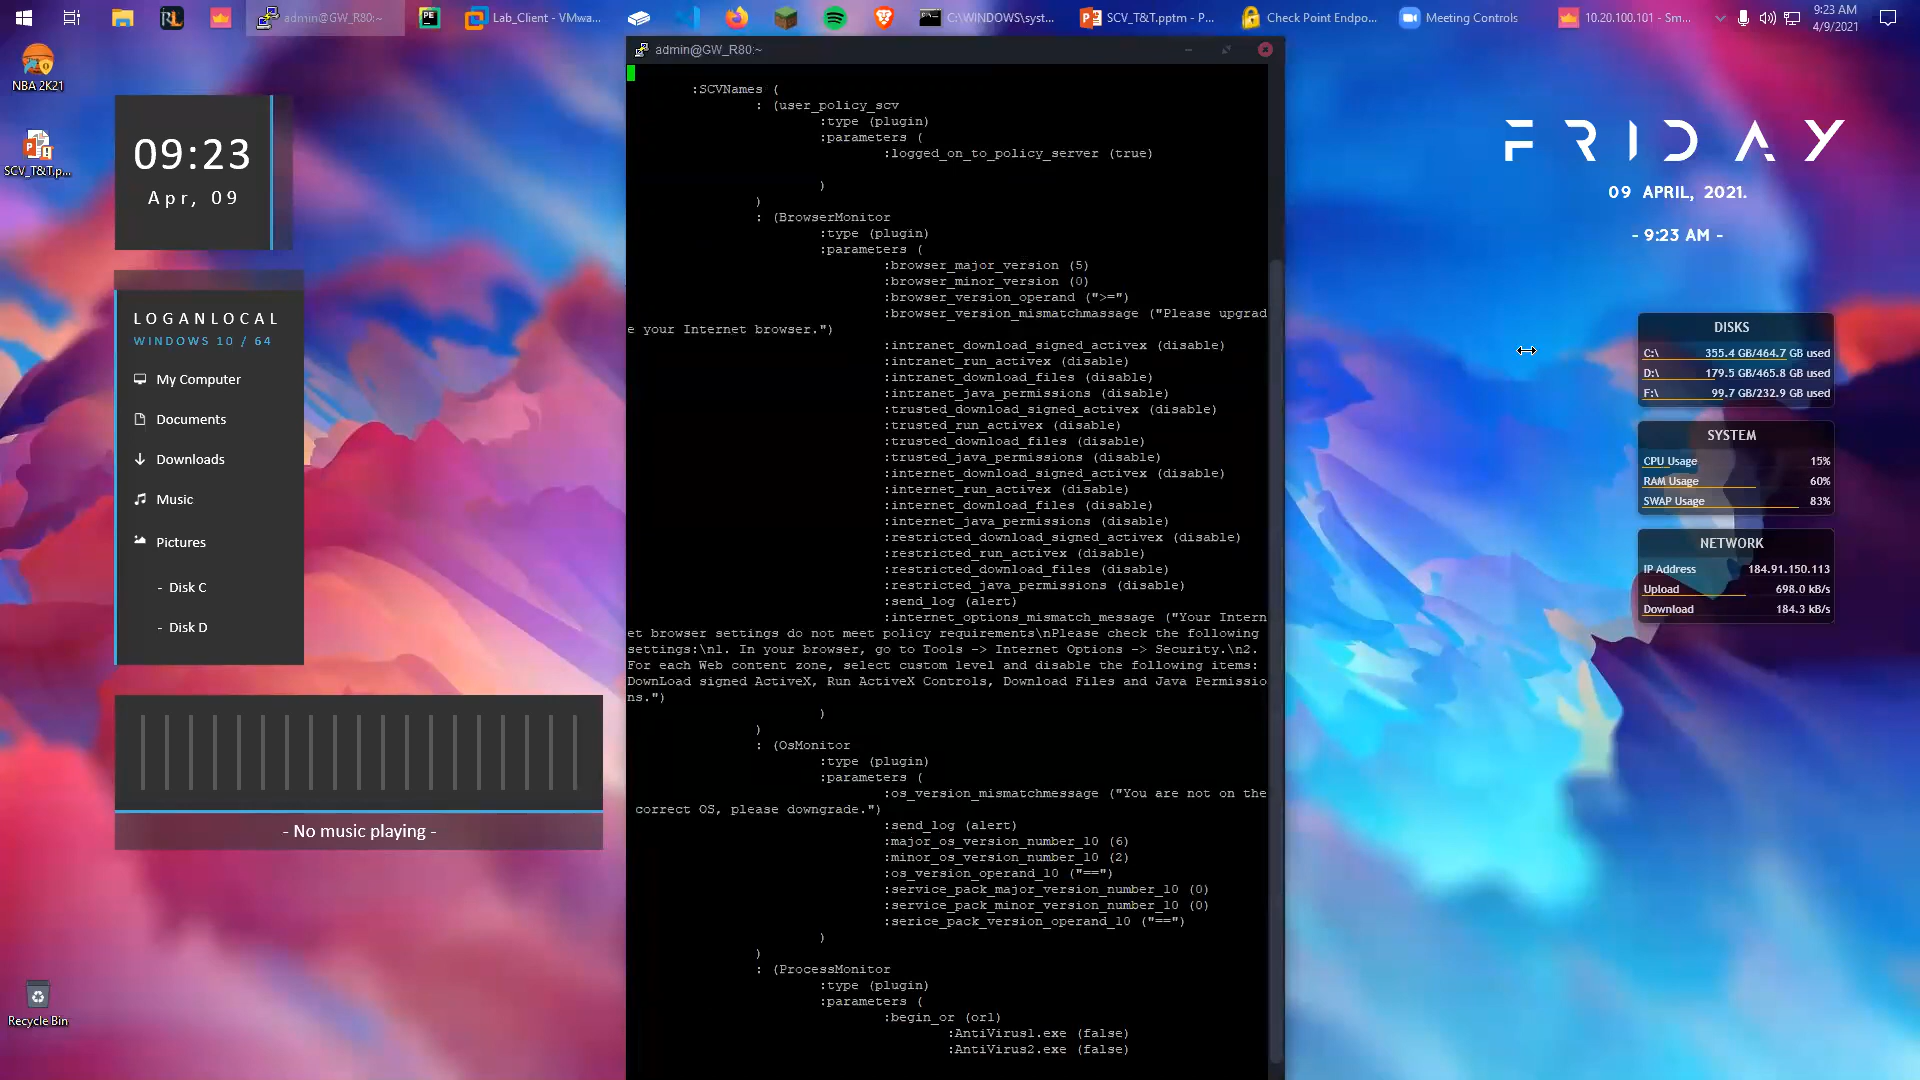 admin@GW_R80:~
Lab_Client - VMwa...
C:\WINDOWS\syst...
SCV_T&T.pptm - P...
Check Point Endpo...
Meeting Controls
10.20.100.101 - Sm...
9:23 AM
4/9/2021
NBA 2K21
SCV_T&T.p...
Recycle Bin
09:23
Apr, 09
LOGANLOCAL
WINDOWS 10 / 64
My Computer
Documents
Downloads
Music
Pictures
- Disk C
- Disk D
- No music playing -
admin@GW_R80:~
:SCVNames (
: (user_policy_scv
:type (plugin)
:parameters (
:logged_on_to_policy_server (true)
)
)
: (BrowserMonitor
:type (plugin)
:parameters (
:browser_major_version (5)
:browser_minor_version (0)
:browser_version_operand (">=")
:browser_version_mismatchmassage ("Please upgrad
e your Internet browser.")
:intranet_download_signed_activex (disable)
:intranet_run_activex (disable)
:intranet_download_files (disable)
:intranet_java_permissions (disable)
:trusted_download_signed_activex (disable)
:trusted_run_activex (disable)
:trusted_download_files (disable)
:trusted_java_permissions (disable)
:internet_download_signed_activex (disable)
:internet_run_activex (disable)
:internet_download_files (disable)
:internet_java_permissions (disable)
:restricted_download_signed_activex (disable)
:restricted_run_activex (disable)
:restricted_download_files (disable)
:restricted_java_permissions (disable)
:send_log (alert)
:internet_options_mismatch_message ("Your Intern
et browser settings do not meet policy requirements\nPlease check the following
settings:\n1. In your browser, go to Tools -> Internet Options -> Security.\n2.
For each Web content zone, select custom level and disable the following items:
DownLoad signed ActiveX, Run ActiveX Controls, Download Files and Java Permissio
ns.")
)
)
: (OsMonitor
:type (plugin)
:parameters (
:os_version_mismatchmessage ("You are not on the
correct OS, please downgrade.")
:send_log (alert)
:major_os_version_number_10 (6)
:minor_os_version_number_10 (2)
:os_version_operand_10 ("==")
:service_pack_major_version_number_10 (0)
:service_pack_minor_version_number_10 (0)
:serice_pack_version_operand_10 ("==")
)
)
: (ProcessMonitor
:type (plugin)
:parameters (
:begin_or (or1)
:AntiVirus1.exe (false)
:AntiVirus2.exe (false)
FRIDAY
09 APRIL, 2021.
- 9:23 AM -
DISKS
C:\ 355.4 GB/464.7 GB used
D:\ 179.5 GB/465.8 GB used
F:\ 99.7 GB/232.9 GB used
SYSTEM
CPU Usage 15%
RAM Usage 60%
SWAP Usage 83%
NETWORK
IP Address 184.91.150.113
Upload 698.0 kB/s
Download 184.3 kB/s